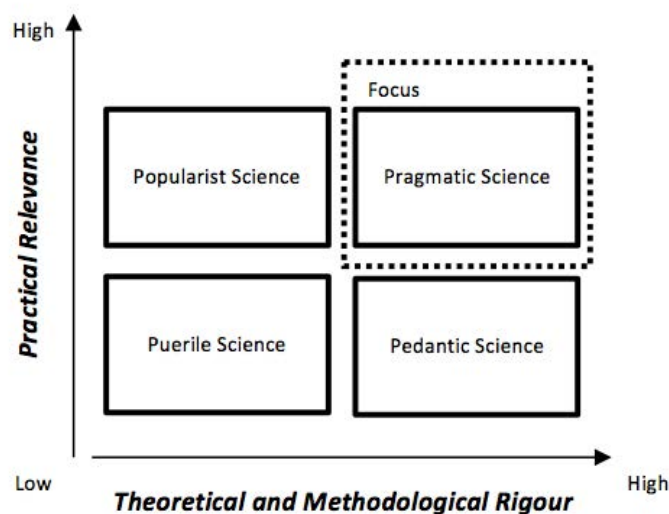 High
Focus
Popularist Science
Pragmatic Science
Practical Relevance
Puerile Science
Pedantic Science
Low
High
Theoretical and Methodological Rigour